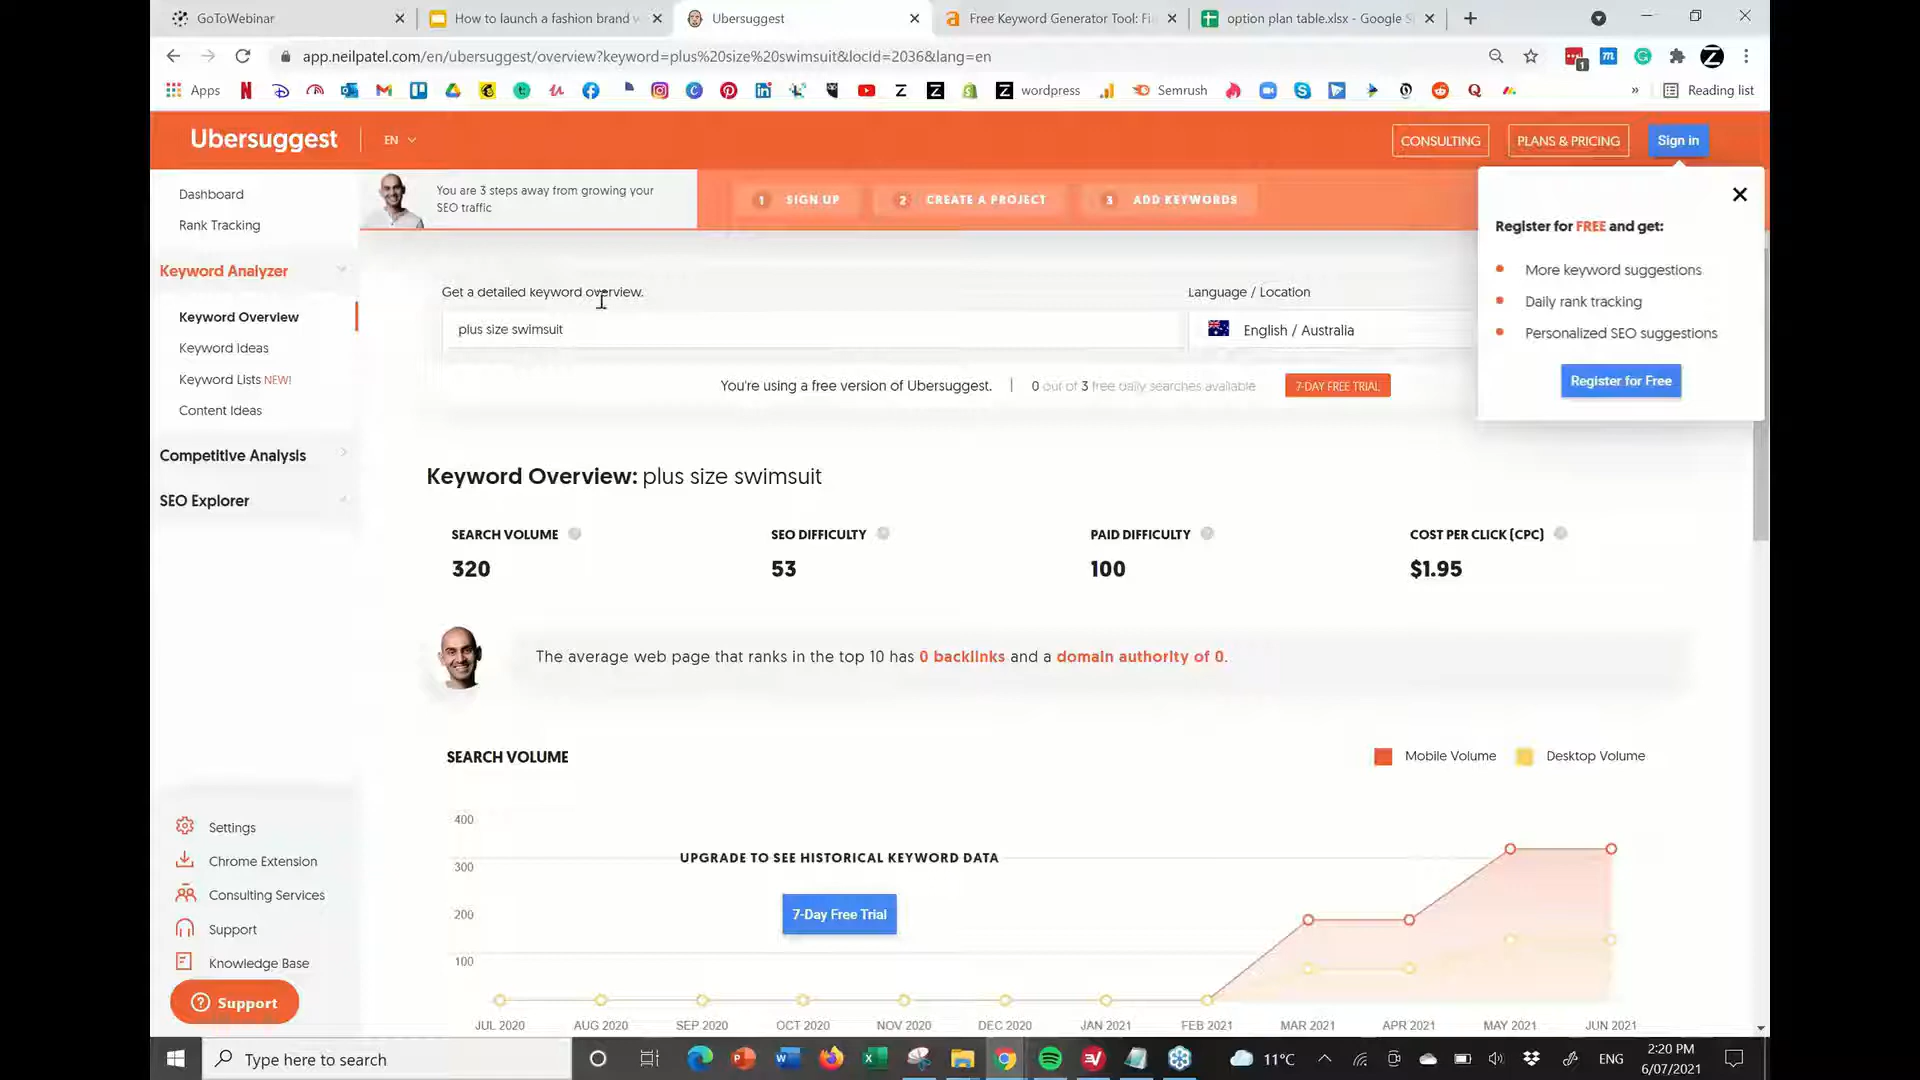 GoToWebinar
How to launch a fashion brand w
Ubersuggest
Free Keyword Generator Tool: Fi
option plan table.xlsx - Google S
app.neilpatel.com/en/ubersuggest/overview?keyword=plus%20size%20swimsuit&locId=2036&lang=en
Apps
wordpress
Semrush
»
Reading list
Ubersuggest
EN
CONSULTING
PLANS & PRICING
Sign in
You are 3 steps away from growing your
SEO traffic
1 SIGN UP
2 CREATE A PROJECT
3 ADD KEYWORDS
Dashboard
Rank Tracking
Keyword Analyzer
Keyword Overview
Keyword Ideas
Keyword Lists NEW!
Content Ideas
Competitive Analysis
SEO Explorer
Settings
Chrome Extension
Consulting Services
Support
Knowledge Base
Support
Register for FREE and get:
More keyword suggestions
Daily rank tracking
Personalized SEO suggestions
Register for Free
Get a detailed keyword overview.
Language / Location
plus size swimsuit
English / Australia
You're using a free version of Ubersuggest. | 0 out of 3 free daily searches available
7-DAY FREE TRIAL
Keyword Overview: plus size swimsuit
SEARCH VOLUME
320
SEO DIFFICULTY
53
PAID DIFFICULTY
100
COST PER CLICK (CPC)
$1.95
The average web page that ranks in the top 10 has 0 backlinks and a domain authority of 0.
SEARCH VOLUME
Mobile Volume
Desktop Volume
400
300
200
100
UPGRADE TO SEE HISTORICAL KEYWORD DATA
7-Day Free Trial
JUL 2020
AUG 2020
SEP 2020
OCT 2020
NOV 2020
DEC 2020
JAN 2021
FEB 2021
MAR 2021
APR 2021
MAY 2021
JUN 2021
Type here to search
11°C
ENG
2:20 PM
6/07/2021